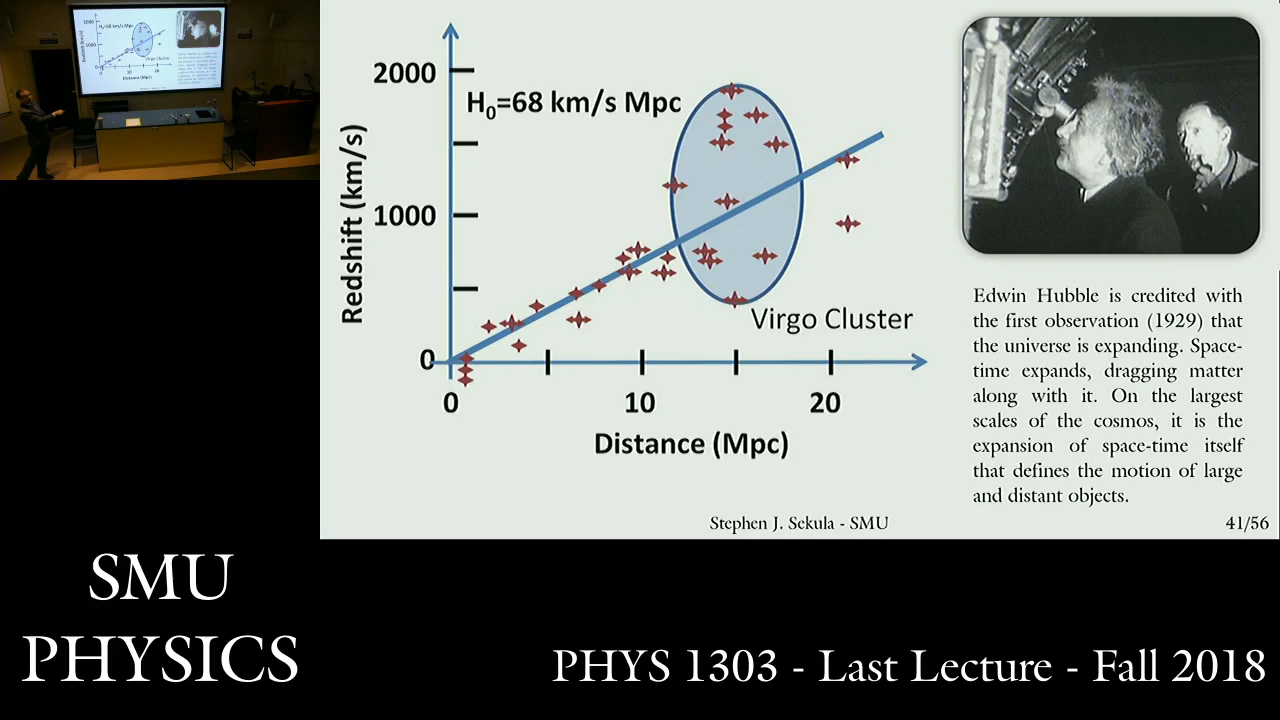 H₀=68 km/s Mpc
Redshift (km/s)
2000
1000
0
0
10
20
Distance (Mpc)
Virgo Cluster
Edwin Hubble is credited with
the first observation (1929) that
the universe is expanding. Space-
time expands, dragging matter
along with it. On the largest
scales of the cosmos, it is the
expansion of space-time itself
that defines the motion of large
and distant objects.
Stephen J. Sekula - SMU
41/56
SMU
PHYSICS
PHYS 1303 - Last Lecture - Fall 2018